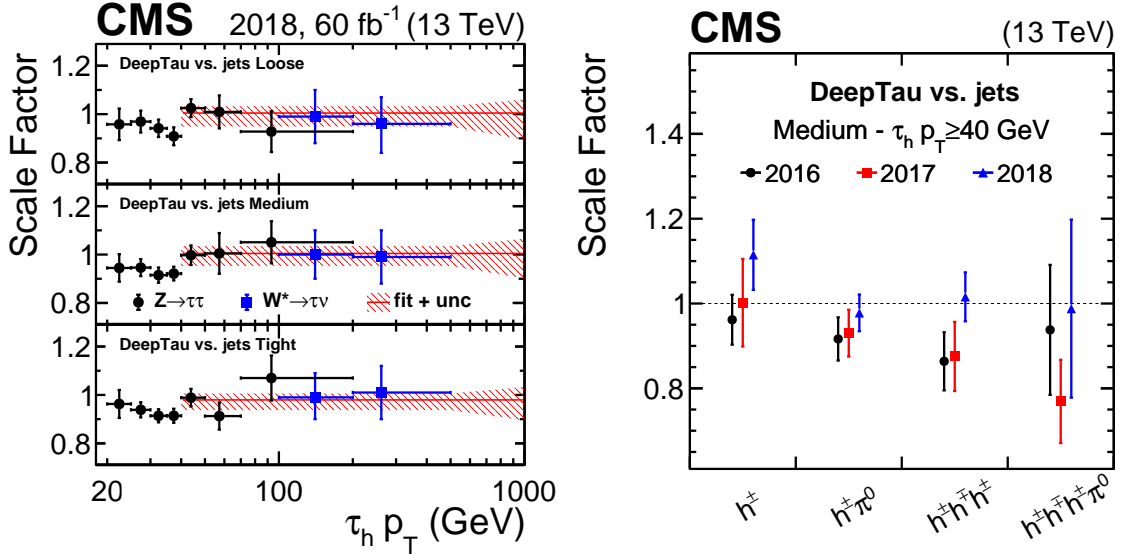 CMS 2018, 60 fb⁻¹ (13 TeV)
Scale Factor
1.2
1
0.8
DeepTau vs. jets Loose
1.2
1
0.8
DeepTau vs. jets Medium
Z→ττ W*→τν fit + unc
1.2
1
0.8
DeepTau vs. jets Tight
20 100 1000
τh pT (GeV)
CMS (13 TeV)
Scale Factor
DeepTau vs. jets
Medium - τh pT≥40 GeV
2016 2017 2018
1.4
1.2
1
0.8
h± h±π⁰ h±h∓h± h±h∓h±π⁰